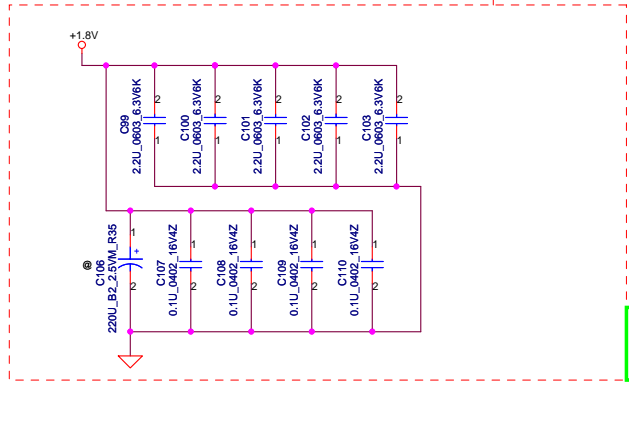 +1.8V
C99
2.2U_0603_6.3V6K
2
1
C100
2.2U_0603_6.3V6K
2
1
C101
2.2U_0603_6.3V6K
2
1
C102
2.2U_0603_6.3V6K
2
1
C103
2.2U_0603_6.3V6K
2
1
@
C106
220U_B2_2.5VM_R35
1
+
2
C107
0.1U_0402_16V4Z
1
2
C108
0.1U_0402_16V4Z
1
2
C109
0.1U_0402_16V4Z
1
2
C110
0.1U_0402_16V4Z
1
2